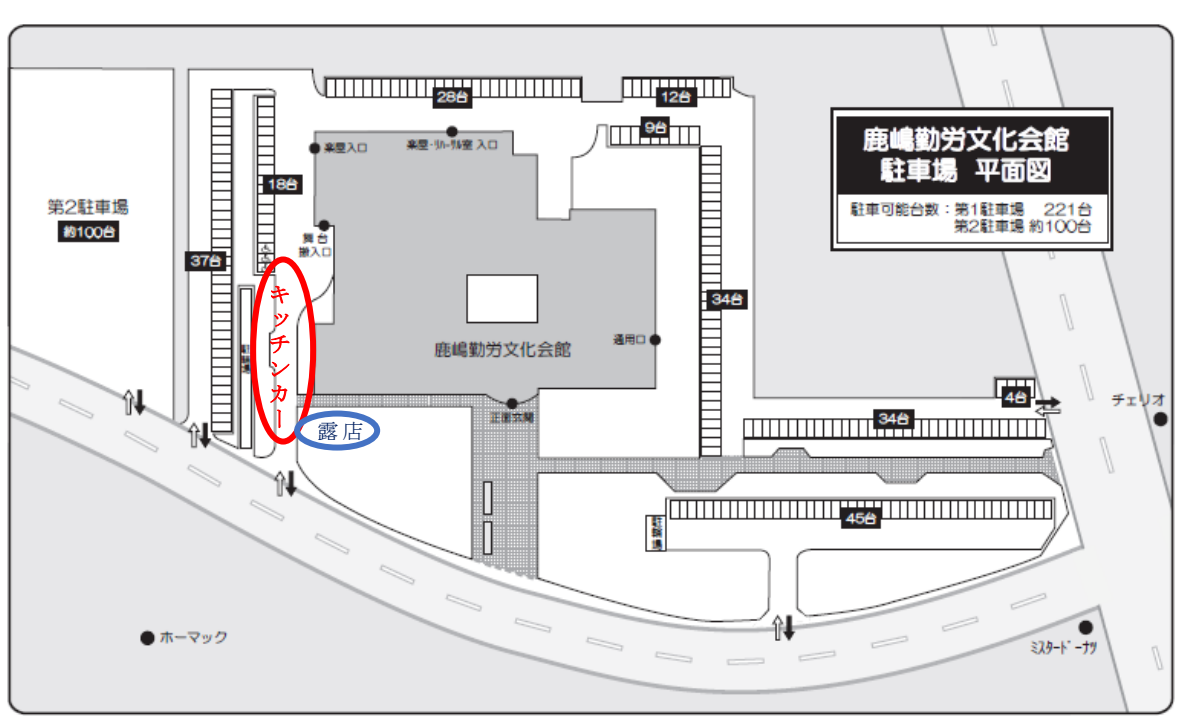 鹿嶋勤労文化会館
駐車場 平面図
駐車可能台数：第1駐車場 221台
第2駐車場 約100台
28台
12台
9台
楽屋入口
楽屋・リハーサル室 入口
18台
第2駐車場
約100台
舞台
搬入口
37台
キッチンカー
34台
駐輪場
鹿嶋勤労文化会館
通用口
4台
チェリオ
正面玄関
露店
34台
45台
駐輪場
ホーマック
ミスタードーナツ